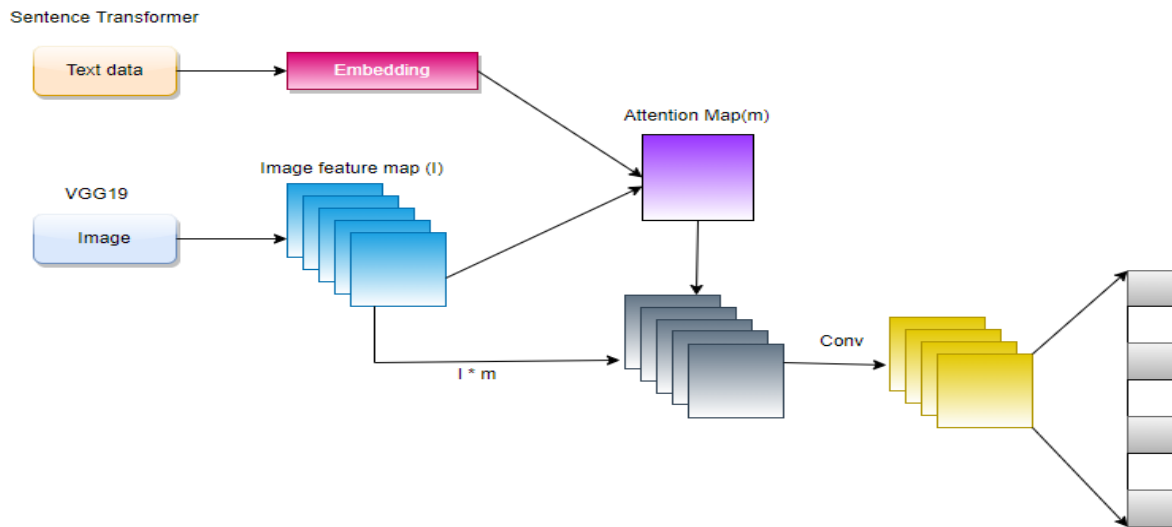 Sentence Transformer
Text data
Embedding
Attention Map(m)
Image feature map (I)
VGG19
Image
I * m
Conv